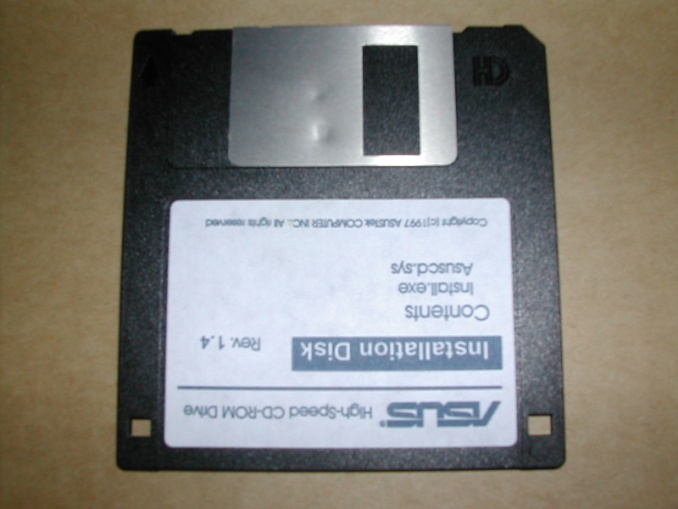 ASUS® High-Speed CD-ROM Drive
Installation Disk Rev. 1.4
Contents
Install.exe
Asuscd.sys
Copyright (c)1997 ASUSTek COMPUTER INC. All rights reserved
HD